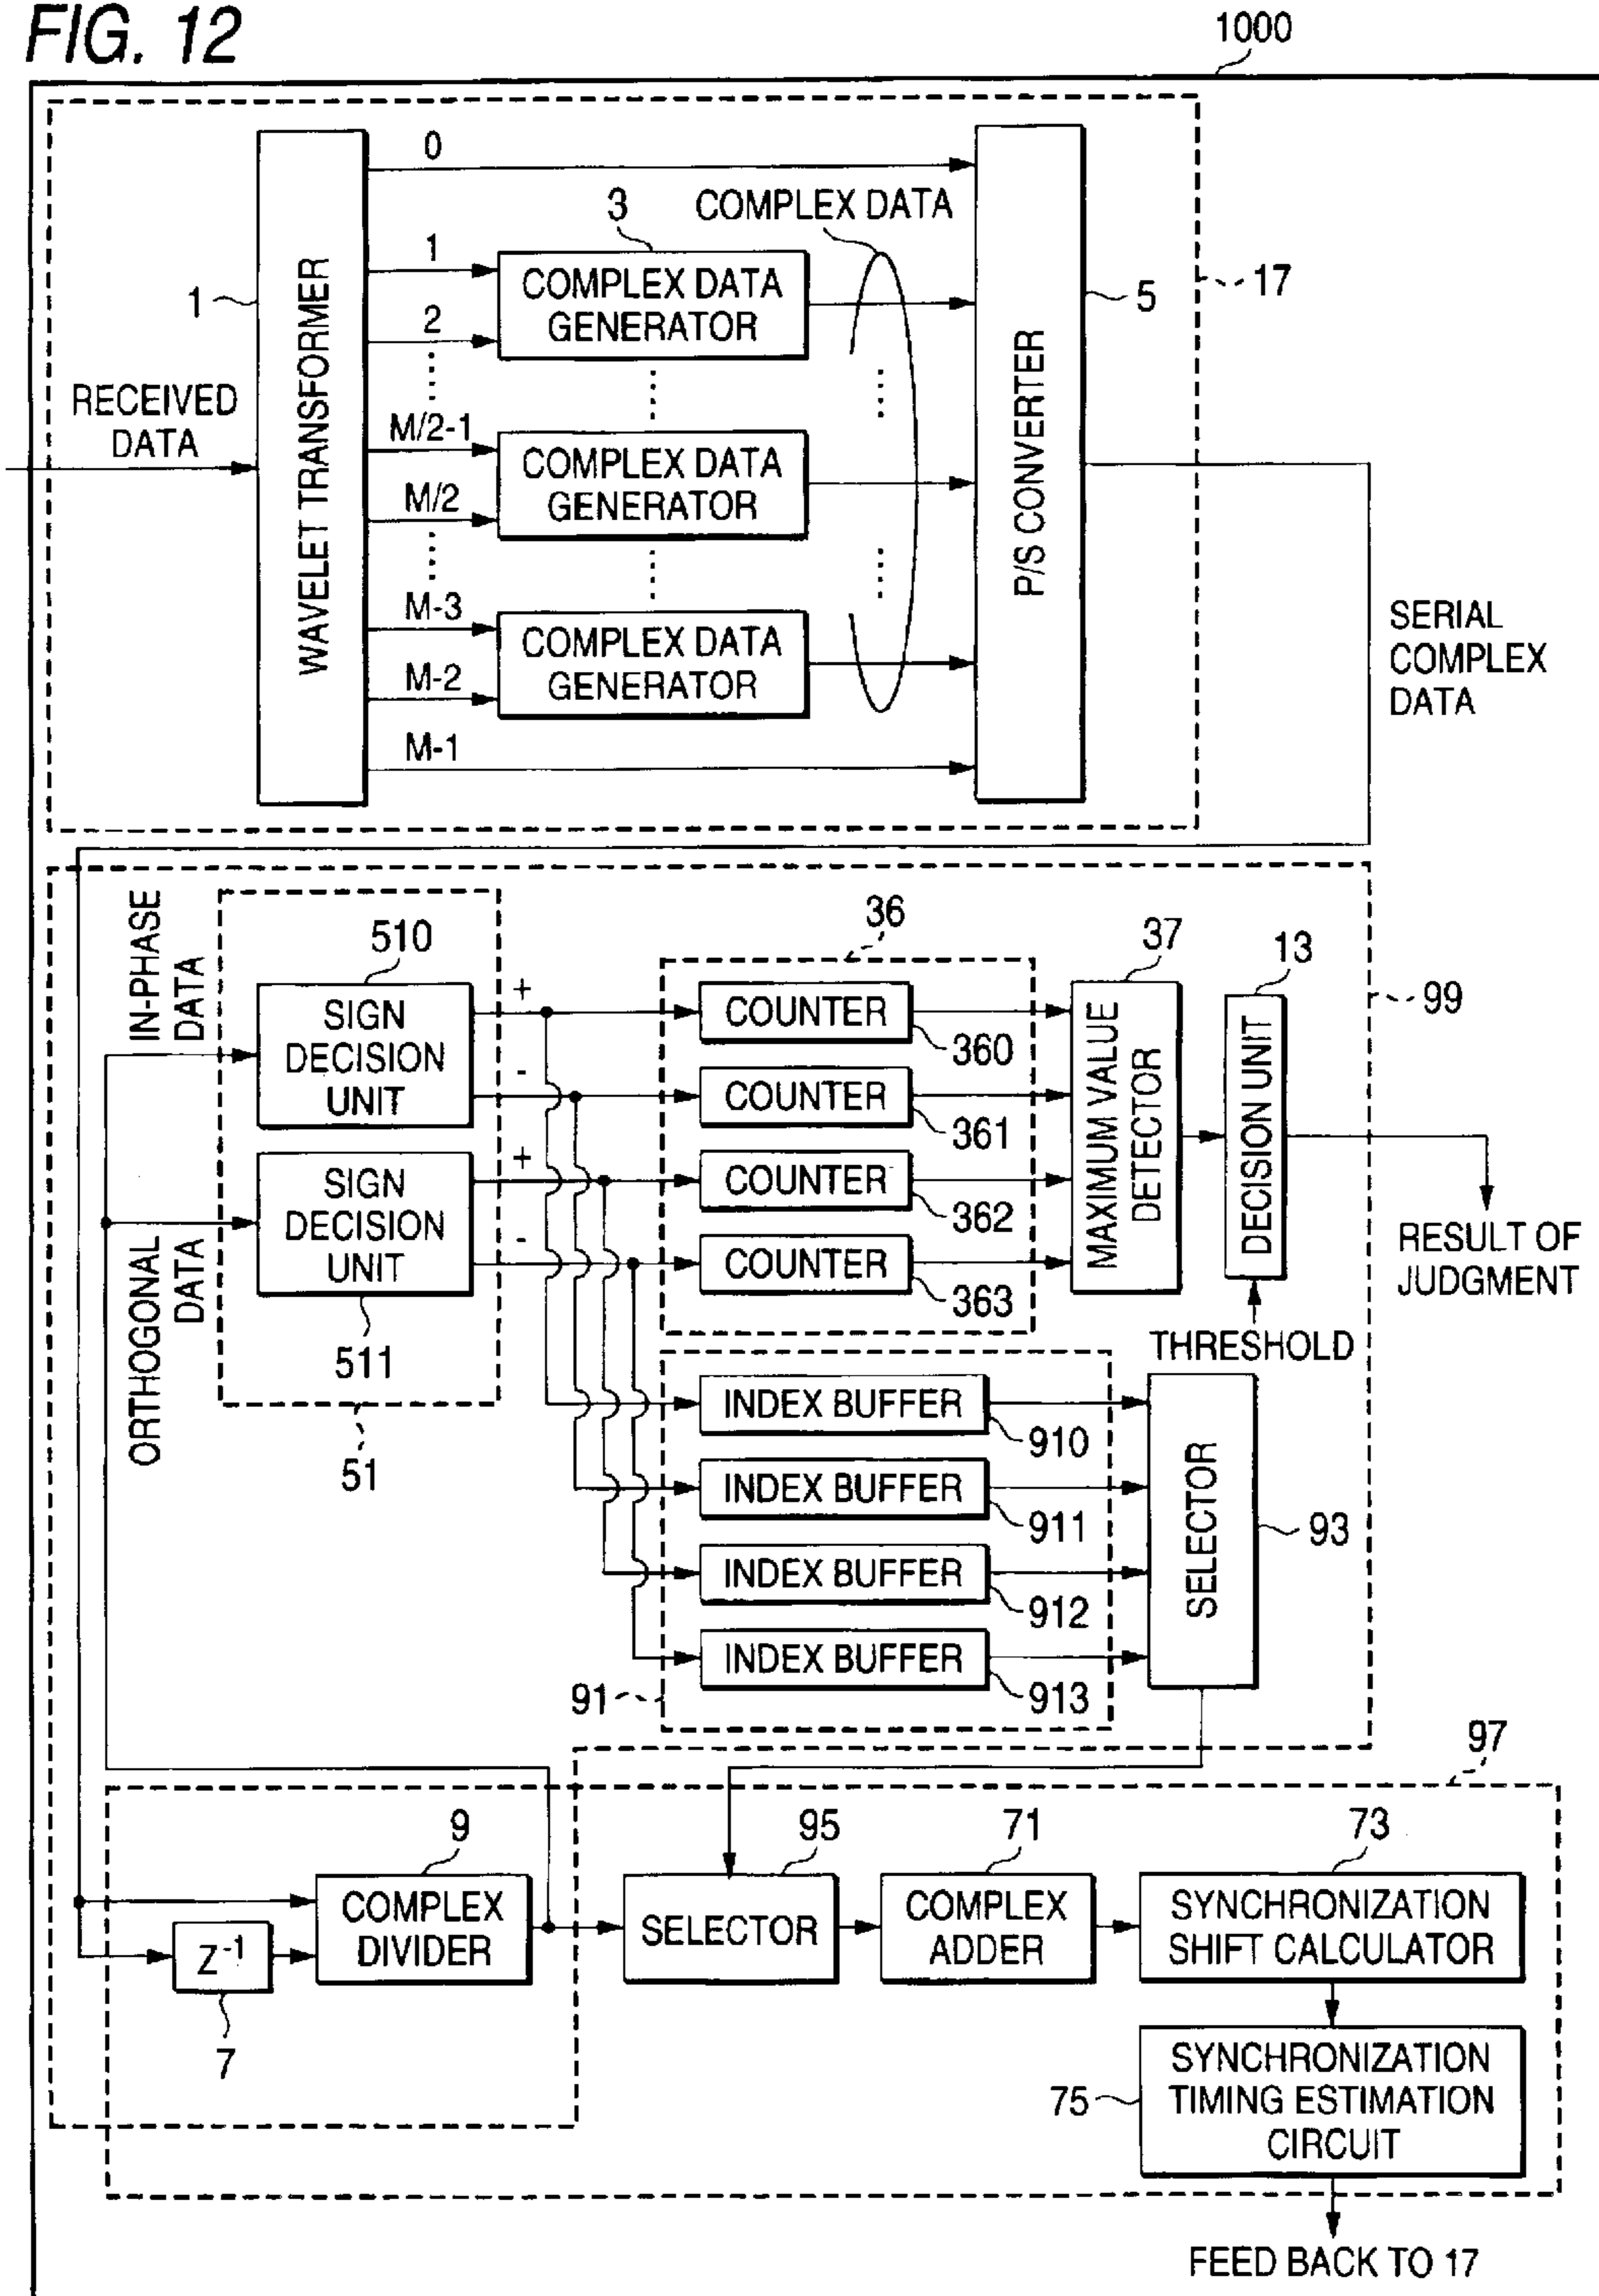 FIG. 12
1000
0
COMPLEX DATA
3
1
2
COMPLEX DATA
GENERATOR
1
WAVELET TRANSFORMER
5
17
RECEIVED
DATA
M/2-1
M/2
COMPLEX DATA
GENERATOR
P/S CONVERTER
M-3
M-2
COMPLEX DATA
GENERATOR
M-1
SERIAL
COMPLEX
DATA
IN-PHASE
DATA
510
SIGN
DECISION
UNIT
+
-
36
COUNTER
360
COUNTER
361
COUNTER
362
COUNTER
363
37
MAXIMUM VALUE
DETECTOR
13
DECISION UNIT
99
ORTHOGONAL
DATA
SIGN
DECISION
UNIT
+
-
511
51
RESULT OF
JUDGMENT
THRESHOLD
INDEX BUFFER
910
INDEX BUFFER
911
INDEX BUFFER
912
INDEX BUFFER
913
91
SELECTOR
93
97
9
COMPLEX
DIVIDER
Z-1
7
95
SELECTOR
71
COMPLEX
ADDER
73
SYNCHRONIZATION
SHIFT CALCULATOR
75
SYNCHRONIZATION
TIMING ESTIMATION
CIRCUIT
FEED BACK TO 17